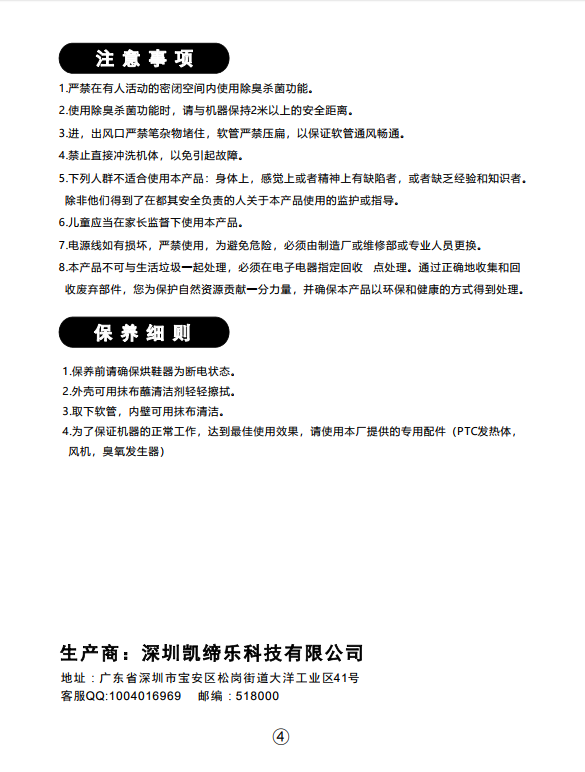 注意事项
1.严禁在有人活动的密闭空间内使用除臭杀菌功能。
2.使用除臭杀菌功能时，请与机器保持2米以上的安全距离。
3.进，出风口严禁笔杂物堵住，软管严禁压扁，以保证软管通风畅通。
4.禁止直接冲洗机体，以免引起故障。
5.下列人群不适合使用本产品：身体上，感觉上或者精神上有缺陷者，或者缺乏经验和知识者。
除非他们得到了在都其安全负责的人关于本产品使用的监护或指导。
6.儿童应当在家长监督下使用本产品。
7.电源线如有损坏，严禁使用，为避免危险，必须由制造厂或维修部或专业人员更换。
8.本产品不可与生活垃圾一起处理，必须在电子电器指定回收 点处理。通过正确地收集和回
收废弃部件，您为保护自然资源贡献一分力量，并确保本产品以环保和健康的方式得到处理。
保养细则
1.保养前请确保烘鞋器为断电状态。
2.外壳可用抹布蘸清洁剂轻轻擦拭。
3.取下软管，内壁可用抹布清洁。
4.为了保证机器的正常工作，达到最佳使用效果，请使用本厂提供的专用配件（PTC发热体，
风机，臭氧发生器）
生产商：深圳凯缔乐科技有限公司
地址：广东省深圳市宝安区松岗街道大洋工业区41号
客服QQ:1004016969 邮编：518000
④